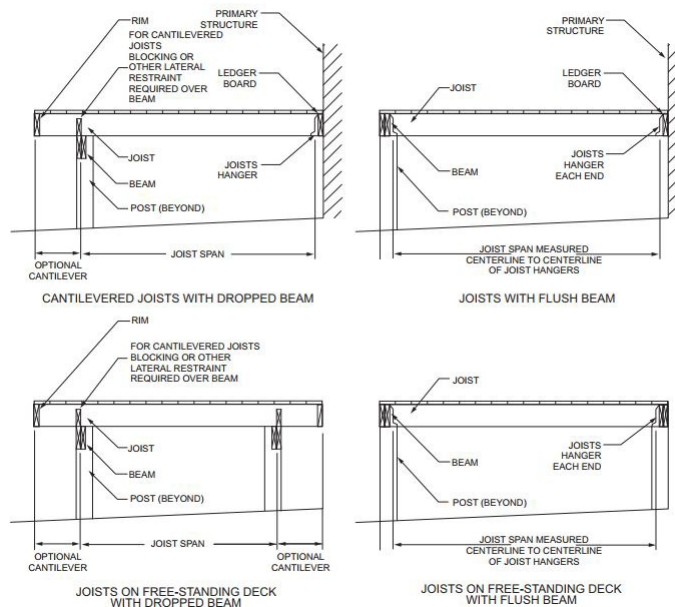 RIM
FOR CANTILEVERED
JOISTS
BLOCKING OR
OTHER LATERAL
RESTRAINT
REQUIRED OVER
BEAM
PRIMARY
STRUCTURE
LEDGER
BOARD
JOIST
JOISTS
HANGER
BEAM
POST (BEYOND)
JOIST SPAN
OPTIONAL
CANTILEVER
CANTILEVERED JOISTS WITH DROPPED BEAM
PRIMARY
STRUCTURE
LEDGER
BOARD
JOIST
JOISTS
HANGER
EACH END
BEAM
POST (BEYOND)
JOIST SPAN MEASURED
CENTERLINE TO CENTERLINE
OF JOIST HANGERS
JOISTS WITH FLUSH BEAM
RIM
FOR CANTILEVERED JOISTS
BLOCKING OR OTHER
LATERAL RESTRAINT
REQUIRED OVER BEAM
JOIST
BEAM
POST (BEYOND)
JOIST SPAN
OPTIONAL
CANTILEVER
OPTIONAL
CANTILEVER
JOISTS ON FREE-STANDING DECK
WITH DROPPED BEAM
JOIST
JOISTS
HANGER
EACH END
BEAM
POST (BEYOND)
JOIST SPAN MEASURED
CENTERLINE TO CENTERLINE
OF JOIST HANGERS
JOISTS ON FREE-STANDING DECK
WITH FLUSH BEAM